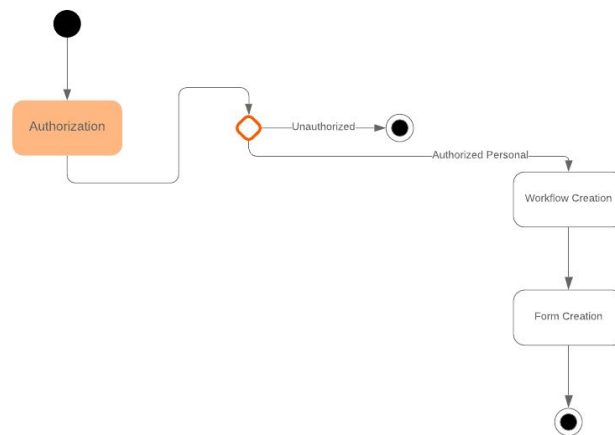 Authorization
Unauthorized
Authorized Personal
Workflow Creation
Form Creation